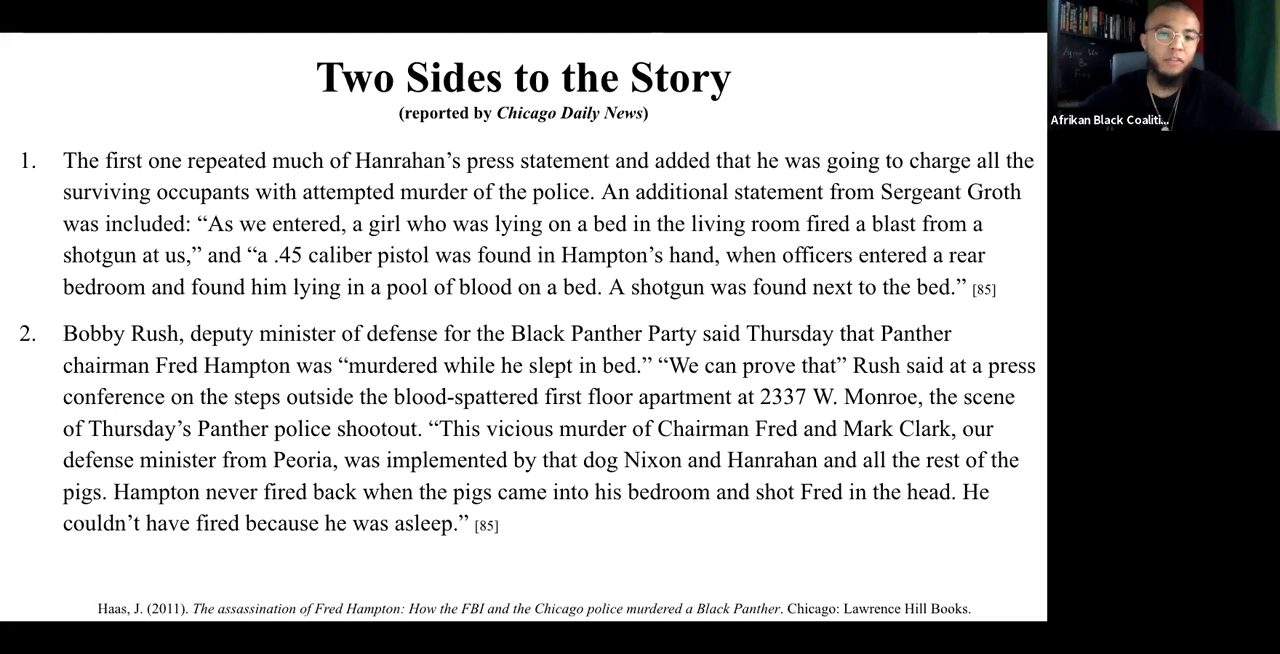 Two Sides to the Story
(reported by Chicago Daily News)
1. The first one repeated much of Hanrahan’s press statement and added that he was going to charge all the
surviving occupants with attempted murder of the police. An additional statement from Sergeant Groth
was included: “As we entered, a girl who was lying on a bed in the living room fired a blast from a
shotgun at us,” and “a .45 caliber pistol was found in Hampton’s hand, when officers entered a rear
bedroom and found him lying in a pool of blood on a bed. A shotgun was found next to the bed.” [85]
2. Bobby Rush, deputy minister of defense for the Black Panther Party said Thursday that Panther
chairman Fred Hampton was “murdered while he slept in bed.” “We can prove that” Rush said at a press
conference on the steps outside the blood-spattered first floor apartment at 2337 W. Monroe, the scene
of Thursday’s Panther police shootout. “This vicious murder of Chairman Fred and Mark Clark, our
defense minister from Peoria, was implemented by that dog Nixon and Hanrahan and all the rest of the
pigs. Hampton never fired back when the pigs came into his bedroom and shot Fred in the head. He
couldn’t have fired because he was asleep.” [85]
Haas, J. (2011). The assassination of Fred Hampton: How the FBI and the Chicago police murdered a Black Panther. Chicago: Lawrence Hill Books.
Afrikan Black Coaliti...